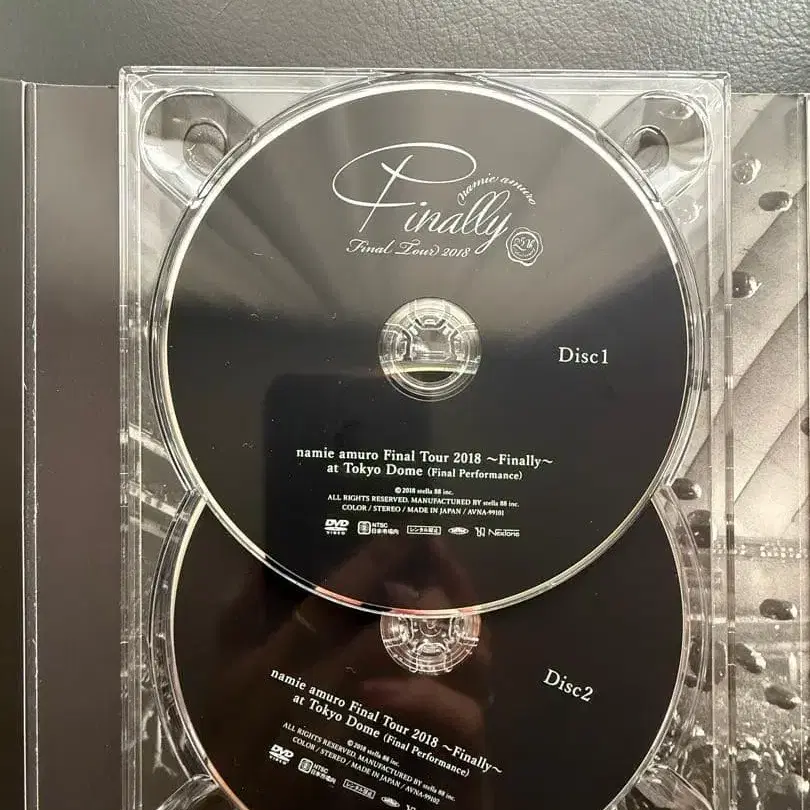 namie amuro
Finally
Final Tour 2018
25th
Disc1
namie amuro Final Tour 2018 ～Finally～
at Tokyo Dome (Final Performance)
©2018 stella 88 inc.
ALL RIGHTS RESERVED. MANUFACTURED BY stella 88 inc.
COLOR / STEREO / MADE IN JAPAN / AVNA-99101
DVD VIDEO NTSC 日本市場向 レンタル禁止 NexTone
Disc2
namie amuro Final Tour 2018 ～Finally～
at Tokyo Dome (Final Performance)
©2018 stella 88 inc.
ALL RIGHTS RESERVED. MANUFACTURED BY stella 88 inc.
COLOR / STEREO / MADE IN JAPAN / AVNA-99102
DVD VIDEO NTSC 日本市場向 レンタル禁止